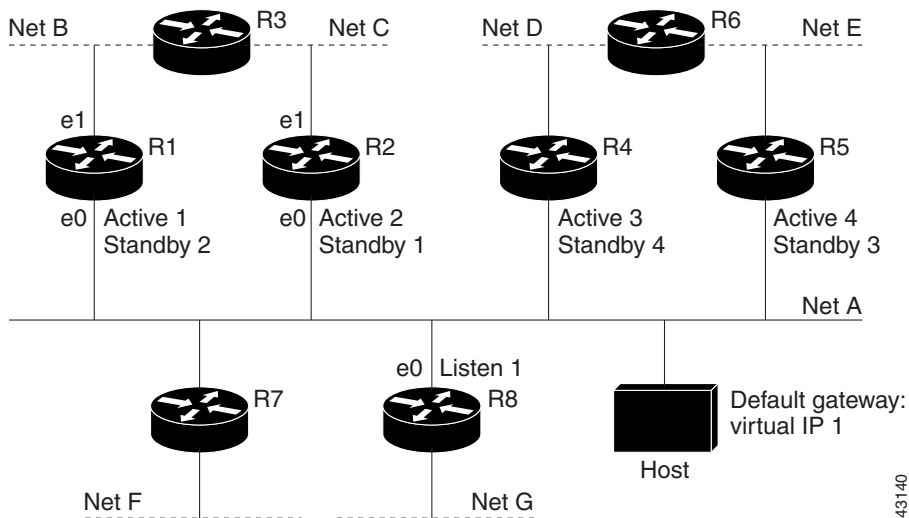 Net B
R3
Net C
Net D
R6
Net E
e1
R1
e1
R2
R4
R5
e0
Active 1
Standby 2
e0
Active 2
Standby 1
Active 3
Standby 4
Active 4
Standby 3
Net A
R7
e0
Listen 1
R8
Default gateway:
virtual IP 1
Host
Net F
Net G
43140